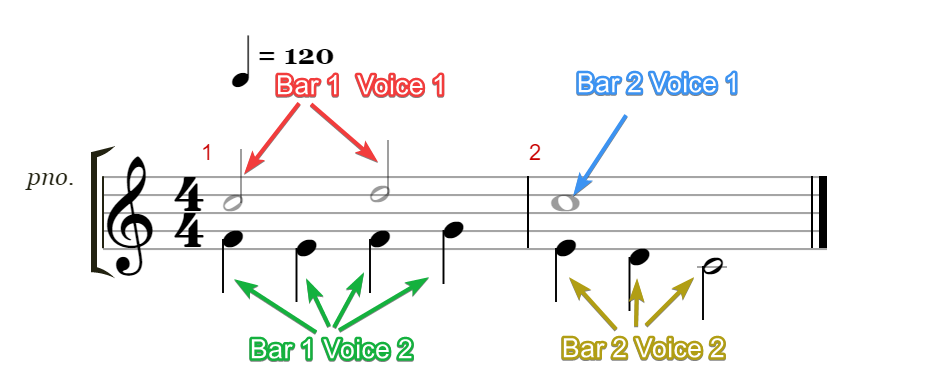 = 120
Bar 1 Voice 1
Bar 2 Voice 1
1
2
pno.
4
4
Bar 1 Voice 2
Bar 2 Voice 2